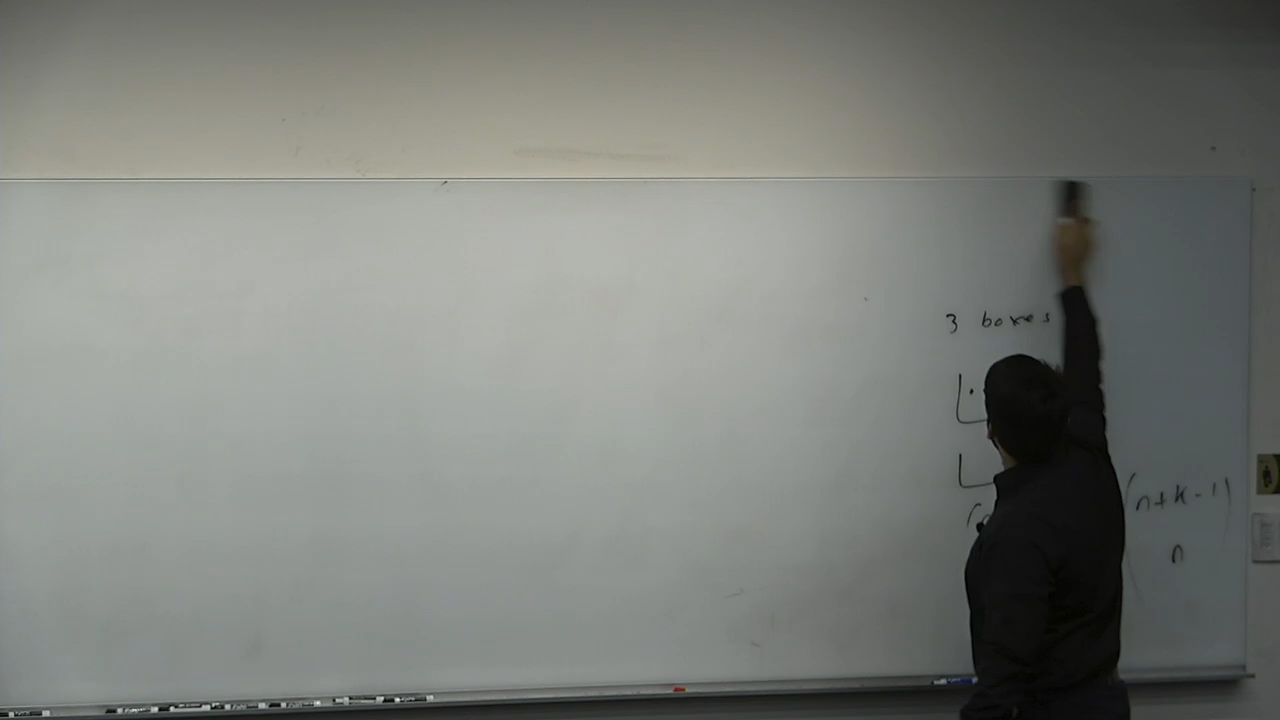 3 boxes
(n+k-1)
n